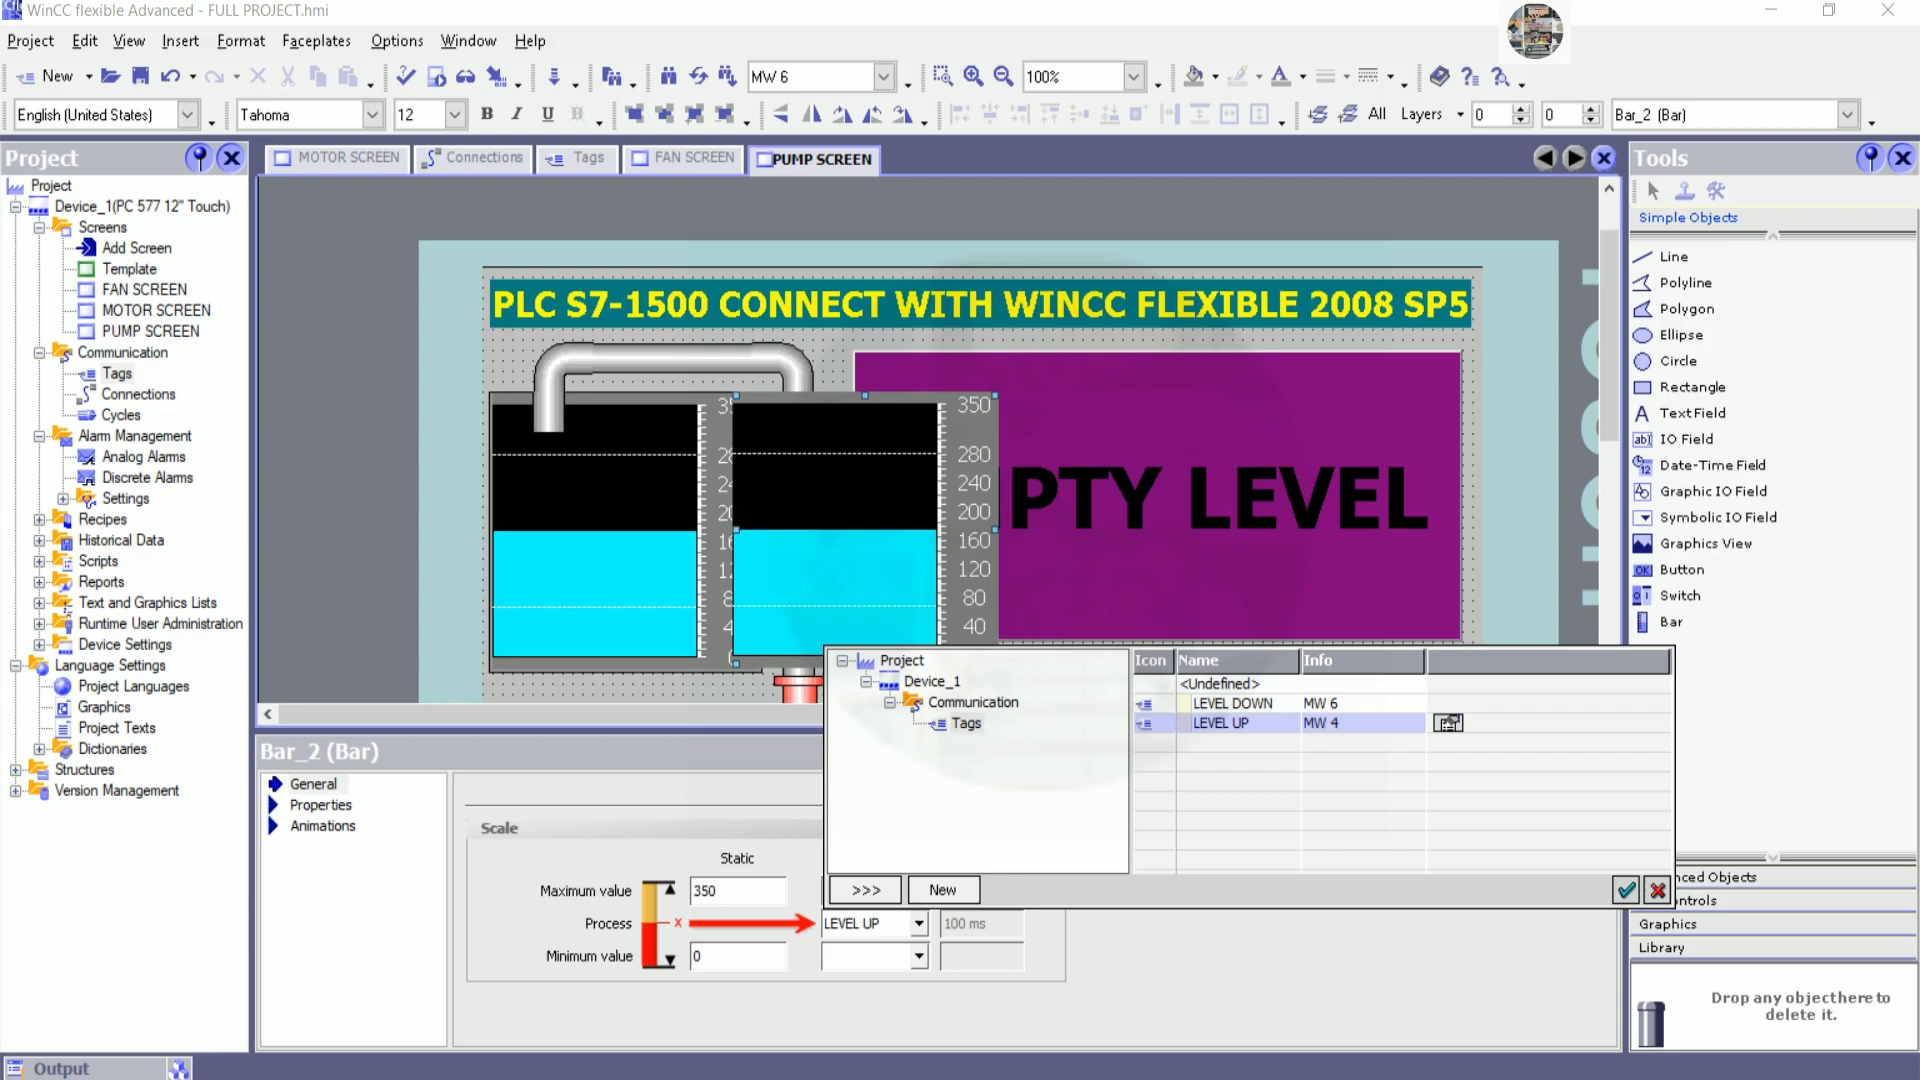 WinCC flexible Advanced - FULL PROJECT.hmi
Project Edit View Insert Format Faceplates Options Window Help
New MW 6 100%
English (United States) Tahoma 12 B I U B All Layers 0 0 Bar_2 (Bar)
Project
MOTOR SCREEN Connections Tags FAN SCREEN PUMP SCREEN
Tools
Project
Device_1(PC 577 12" Touch)
Screens
Add Screen
Template
FAN SCREEN
MOTOR SCREEN
PUMP SCREEN
Communication
Tags
Connections
Cycles
Alarm Management
Analog Alarms
Discrete Alarms
Settings
Recipes
Historical Data
Scripts
Reports
Text and Graphics Lists
Runtime User Administration
Device Settings
Language Settings
Project Languages
Graphics
Project Texts
Dictionaries
Structures
Version Management
PLC S7-1500 CONNECT WITH WINCC FLEXIBLE 2008 SP5
350
280
240
200
160
120
80
40
PTY LEVEL
Simple Objects
Line
Polyline
Polygon
Ellipse
Circle
Rectangle
TextField
IO Field
Date-Time Field
Graphic IO Field
Symbolic IO Field
Graphics View
Button
Switch
Bar
nced Objects
ontrols
Graphics
Library
Drop any objecthere to
delete it.
Project
Device_1
Communication
Tags
Icon Name Info
<Undefined>
LEVEL DOWN MW 6
LEVEL UP MW 4
>>> New
Bar_2 (Bar)
General
Properties
Animations
Scale
Static
Maximum value 350
Process x LEVEL UP 100 ms
Minimum value 0
Output